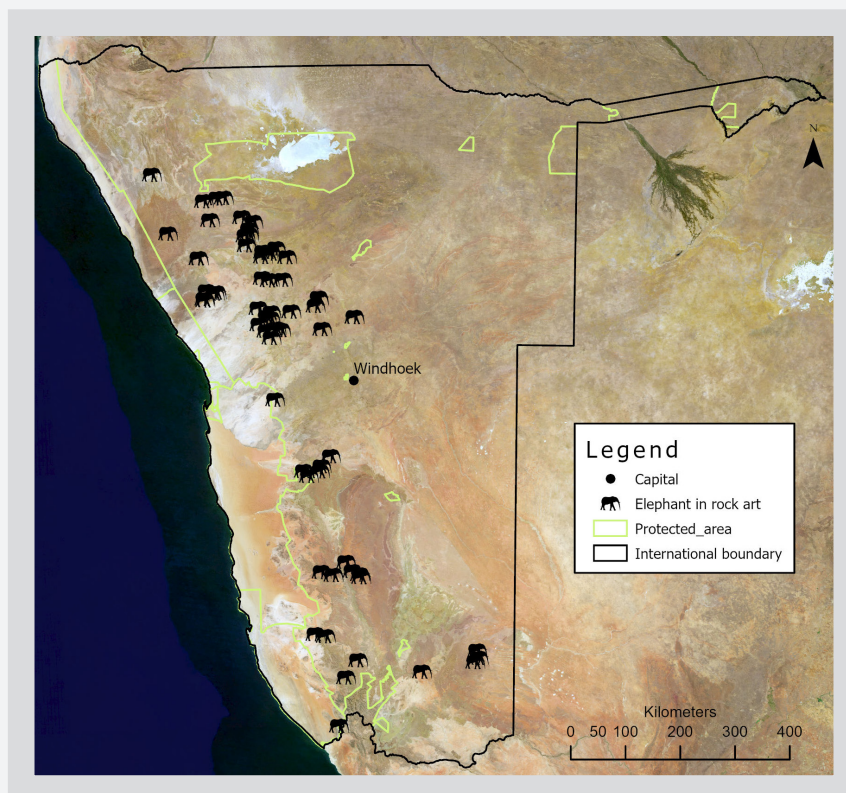 N
Windhoek
Legend
Capital
Elephant in rock art
Protected_area
International boundary
Kilometers
0 50 100 200 300 400